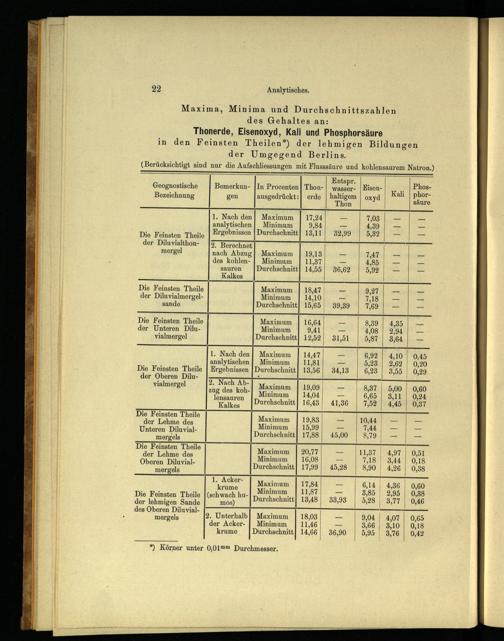 22
Analytisches.
Maxima, Minima und Durchschnittszahlen
des Gehaltes an:
Thonerde, Eisenoxyd, Kali und Phosphorsäure
in den Feinsten Theilen*) der lehmigen Bildungen
der Umgegend Berlins.
(Berücksichtigt sind nur die Aufschliessungen mit Flusssäure und kohlensaurem Natron.)
Geognostische Bezeichnung | Bemerkungen | In Procenten ausgedrückt: | Thonerde | Entspr. wasserhaltigem Thon | Eisenoxyd | Kali | Phosphorsäure
Die Feinsten Theile der Diluvialthonmergel | 1. Nach den analytischen Ergebnissen | Maximum | 17,24 | — | 7,03 | — | —
Minimum | 9,84 | — | 4,39 | — | —
Durchschnitt | 13,11 | 32,99 | 5,32 | — | —
2. Berechnet nach Abzug des kohlensauren Kalkes | Maximum | 19,13 | — | 7,47 | — | —
Minimum | 11,37 | — | 4,85 | — | —
Durchschnitt | 14,55 | 36,62 | 5,92 | — | —
Die Feinsten Theile der Diluvialmergelsande | Maximum | 18,47 | — | 9,27 | — | —
Minimum | 14,10 | — | 7,18 | — | —
Durchschnitt | 15,65 | 39,39 | 7,69 | — | —
Die Feinsten Theile der Unteren Diluvialmergel | Maximum | 16,64 | — | 8,39 | 4,35 | —
Minimum | 9,41 | — | 4,08 | 2,94 | —
Durchschnitt | 12,52 | 31,51 | 5,87 | 3,64 | —
Die Feinsten Theile der Oberen Diluvialmergel | 1. Nach den analytischen Ergebnissen | Maximum | 14,47 | — | 6,92 | 4,10 | 0,45
Minimum | 11,81 | — | 5,23 | 2,62 | 0,20
Durchschnitt | 13,56 | 34,13 | 6,23 | 3,55 | 0,29
2. Nach Abzug des kohlensauren Kalkes | Maximum | 19,09 | — | 8,37 | 5,00 | 0,60
Minimum | 14,04 | — | 6,65 | 3,11 | 0,24
Durchschnitt | 16,43 | 41,36 | 7,52 | 4,45 | 0,37
Die Feinsten Theile der Lehme des Unteren Diluvialmergels | Maximum | 19,83 | — | 10,44 | — | —
Minimum | 15,99 | — | 7,44 | — | —
Durchschnitt | 17,88 | 45,00 | 8,79 | — | —
Die Feinsten Theile der Lehme des Oberen Diluvialmergels | Maximum | 20,77 | — | 11,37 | 4,97 | 0,51
Minimum | 16,08 | — | 7,18 | 3,44 | 0,18
Durchschnitt | 17,99 | 45,28 | 8,90 | 4,26 | 0,38
Die Feinsten Theile der lehmigen Sande des Oberen Diluvialmergels | 1. Ackerkrume (schwach humos) | Maximum | 17,84 | — | 6,14 | 4,36 | 0,60
Minimum | 11,87 | — | 3,85 | 2,95 | 0,38
Durchschnitt | 13,48 | 33,93 | 5,28 | 3,77 | 0,46
2. Unterhalb der Ackerkrume | Maximum | 18,03 | — | 9,04 | 4,07 | 0,65
Minimum | 11,46 | — | 3,66 | 3,10 | 0,18
Durchschnitt | 14,66 | 36,90 | 5,95 | 3,76 | 0,42
*) Körner unter 0,01mm Durchmesser.